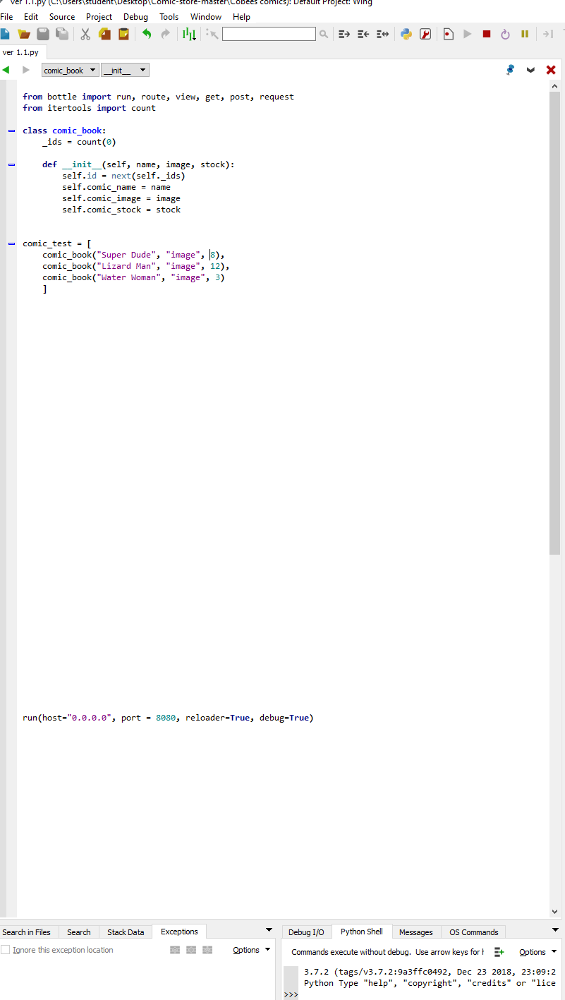 ver 1.1.py (C:\Users\student\Desktop\Comic-store-master\Cobees comics): Default Project: Wing
File Edit Source Project Debug Tools Window Help
ver 1.1.py
comic_book __init__
from bottle import run, route, view, get, post, request
from itertools import count
class comic_book:
    _ids = count(0)
    def __init__(self, name, image, stock):
        self.id = next(self._ids)
        self.comic_name = name
        self.comic_image = image
        self.comic_stock = stock
comic_test = [
    comic_book("Super Dude", "image", 8),
    comic_book("Lizard Man", "image", 12),
    comic_book("Water Woman", "image", 3)
    ]
run(host="0.0.0.0", port = 8080, reloader=True, debug=True)
Search in Files Search Stack Data Exceptions
Ignore this exception location Options
Debug I/O Python Shell Messages OS Commands
Commands execute without debug. Use arrow keys for Options
3.7.2 (tags/v3.7.2:9a3ffc0492, Dec 23 2018, 23:09:2
Python Type "help", "copyright", "credits" or "lice
>>>